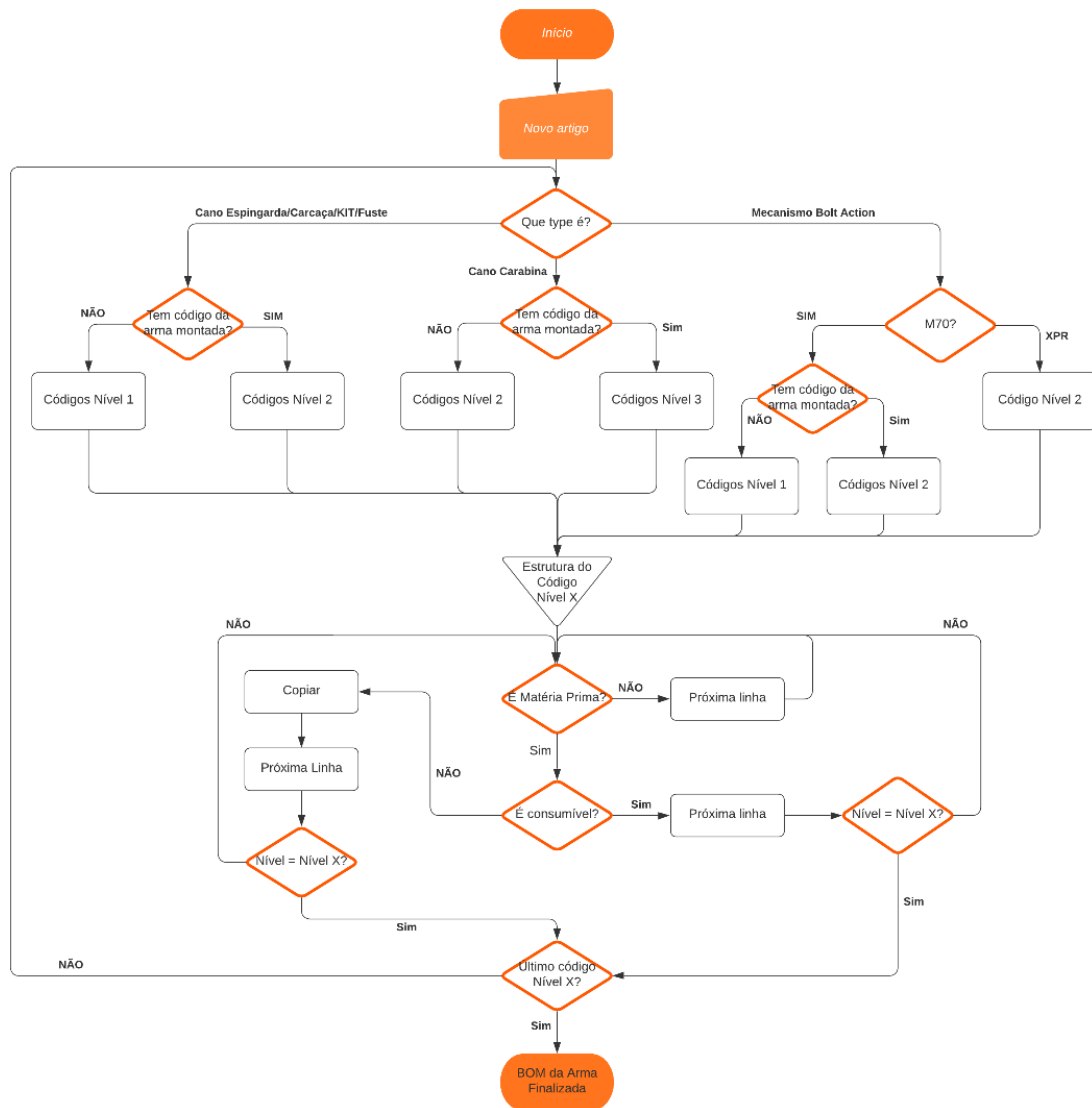 Início
Novo artigo
Cano Espingarda/Carcaça/KIT/Fuste
Que type é?
Mecanismo Bolt Action
Cano Carabina
NÃO
Tem código da
arma montada?
SIM
NÃO
Tem código da
arma montada?
Sim
SIM
M70?
XPR
Códigos Nível 1
Códigos Nível 2
Códigos Nível 2
Códigos Nível 3
Tem código da
arma montada?
Código Nível 2
NÃO
Sim
Códigos Nível 1
Códigos Nível 2
Estrutura do
Código
Nível X
NÃO
NÃO
Copiar
É Matéria Prima?
NÃO
Próxima linha
Sim
Próxima Linha
NÃO
É consumível?
Sim
Próxima linha
Nível = Nível X?
Nível = Nível X?
Sim
Sim
NÃO
Último código
Nível X?
Sim
BOM da Arma
Finalizada